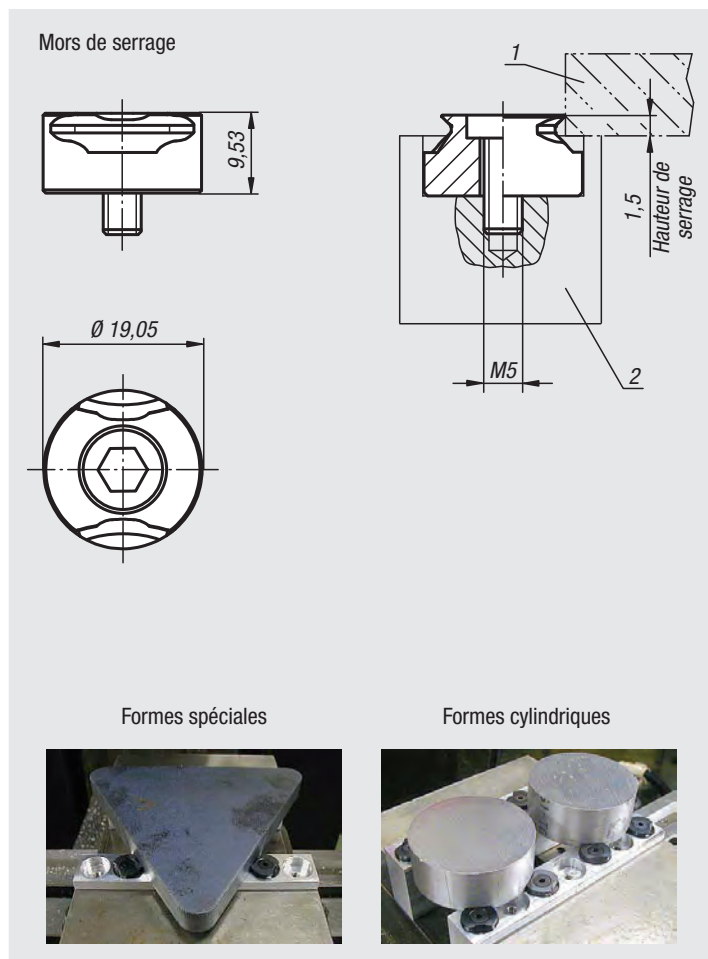 Mors de serrage
1
9,53
1,5
Hauteur de
serrage
Ø 19,05
M5
2
Formes spéciales
Formes cylindriques